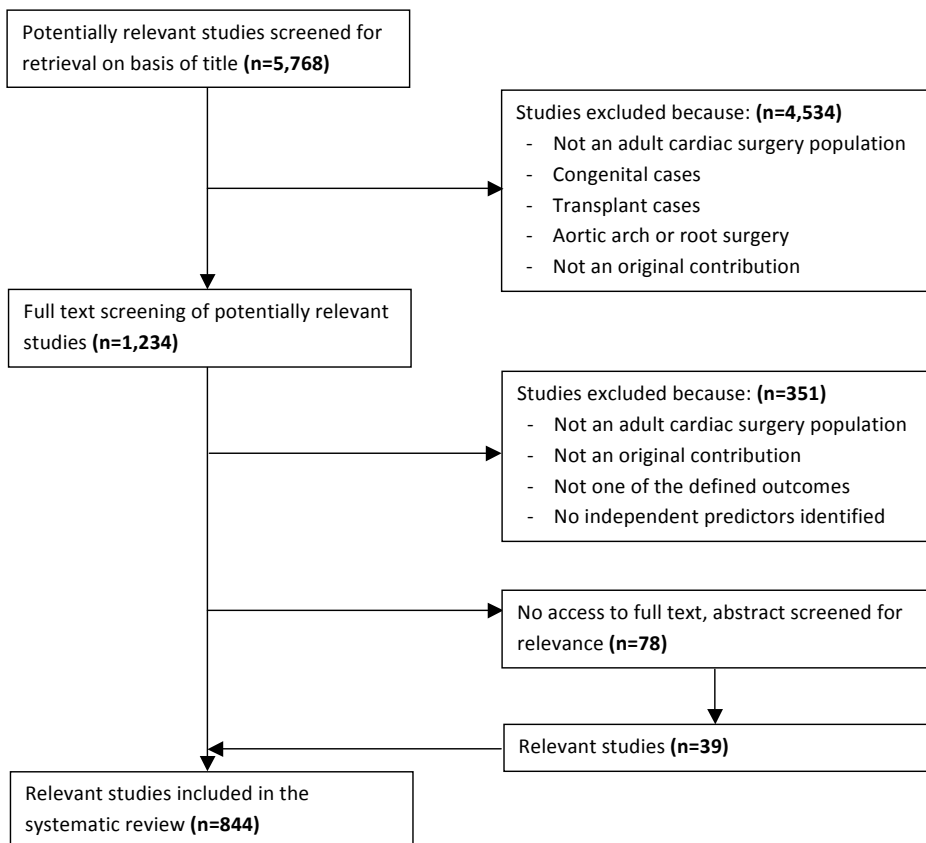 Potentially relevant studies screened for
retrieval on basis of title (n=5,768)
Studies excluded because: (n=4,534)
- Not an adult cardiac surgery population
- Congenital cases
- Transplant cases
- Aortic arch or root surgery
- Not an original contribution
Full text screening of potentially relevant
studies (n=1,234)
Studies excluded because: (n=351)
- Not an adult cardiac surgery population
- Not an original contribution
- Not one of the defined outcomes
- No independent predictors identified
No access to full text, abstract screened for
relevance (n=78)
Relevant studies (n=39)
Relevant studies included in the
systematic review (n=844)